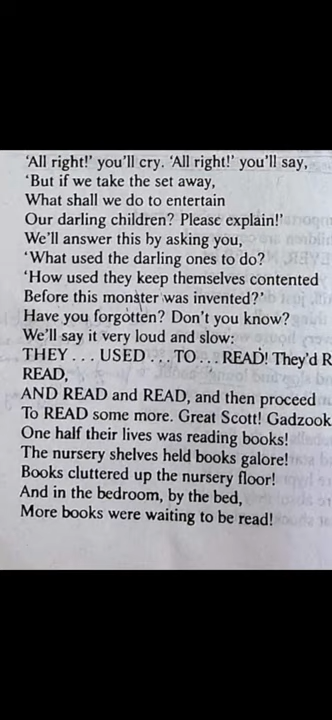 'All right!' you'll cry. 'All right!' you'll say,
'But if we take the set away,
What shall we do to entertain
Our darling children? Please explain!'
We'll answer this by asking you,
'What used the darling ones to do?
'How used they keep themselves contented
Before this monster was invented?'
Have you forgotten? Don't you know?
We'll say it very loud and slow:
THEY . . . USED . . . TO . . . READ! They'd R
READ,
AND READ and READ, and then proceed
To READ some more. Great Scott! Gadzook
One half their lives was reading books!
The nursery shelves held books galore!
Books cluttered up the nursery floor!
And in the bedroom, by the bed,
More books were waiting to be read!